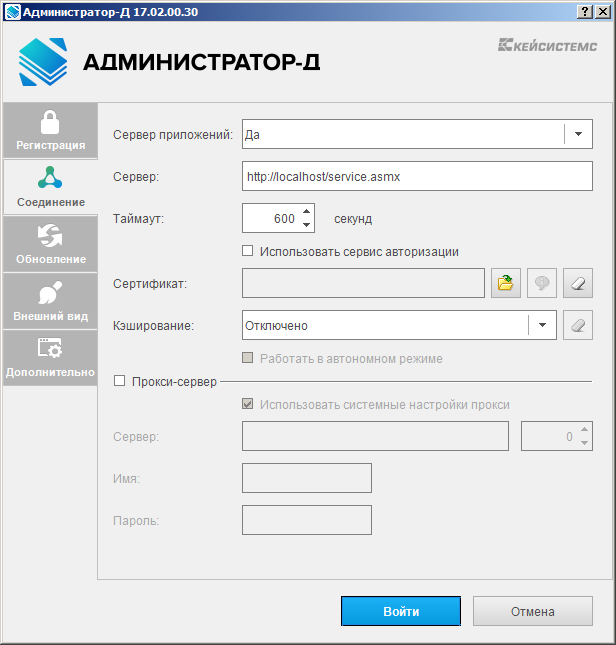 Администратор-Д 17.02.00.30
АДМИНИСТРАТОР-Д
КЕЙСИСТЕМС
Регистрация
Соединение
Обновление
Внешний вид
Дополнительно
Сервер приложений: Да
Сервер: http://localhost/service.asmx
Таймаут: 600 секунд
Использовать сервис авторизации
Сертификат:
Кэширование: Отключено
Работать в автономном режиме
Прокси-сервер
Использовать системные настройки прокси
Сервер: 0
Имя:
Пароль:
Войти Отмена